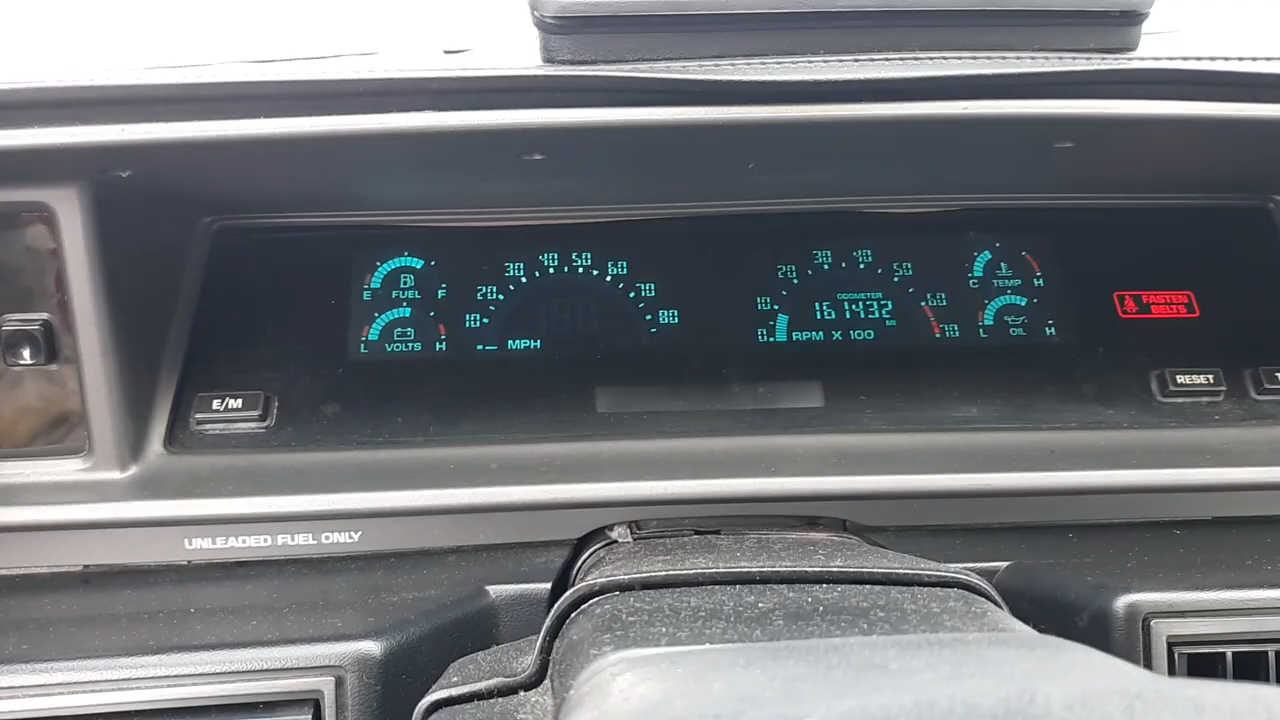 E FUEL F
L VOLTS H
10 20 30 40 50 60 70 80
MPH
0 10 20 30 40 50 60 70
ODOMETER
161432
MI
RPM X 100
C TEMP H
L OIL H
FASTEN
BELTS
E/M
RESET
UNLEADED FUEL ONLY